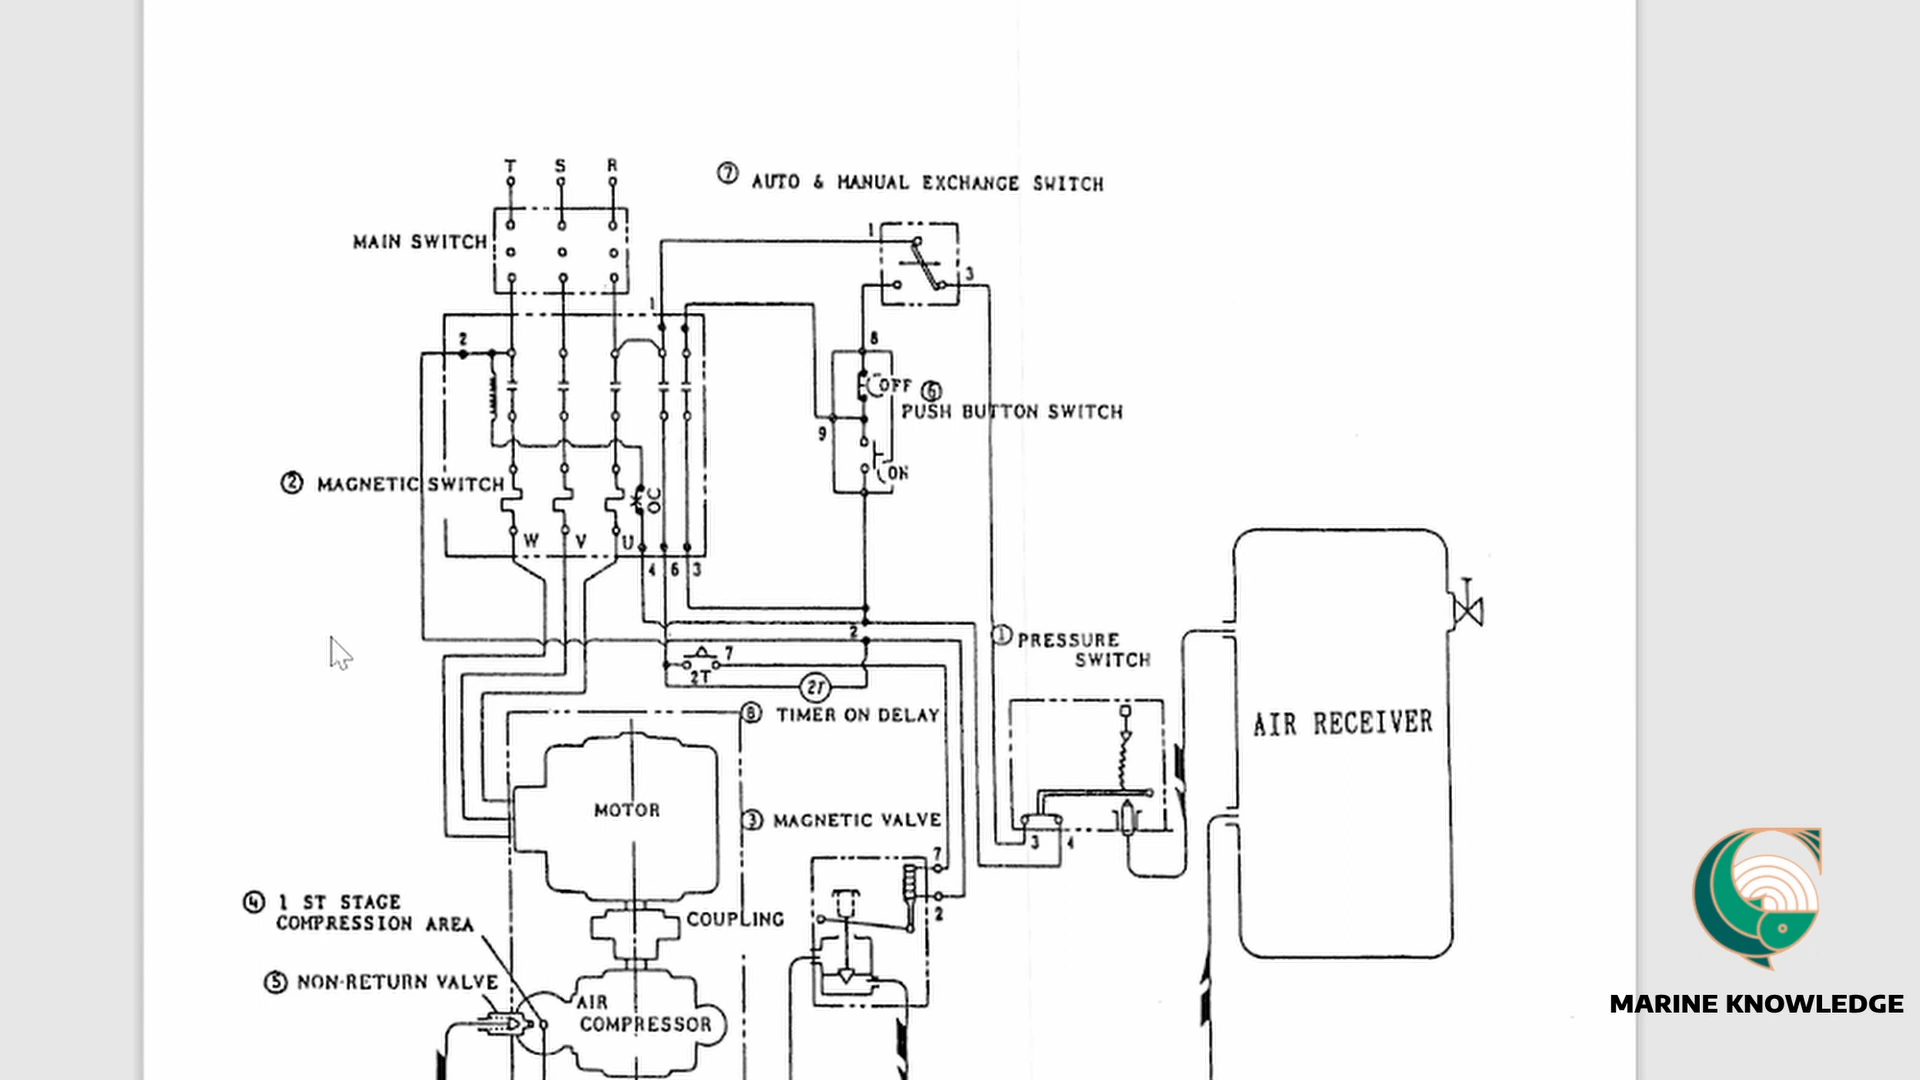 T S R
⑦ AUTO & MANUAL EXCHANGE SWITCH
MAIN SWITCH
1
3
1
2
8
OFF ⑥
PUSH BUTTON SWITCH
9
ON
② MAGNETIC SWITCH
OC
W V U
4 6 3
2
① PRESSURE
SWITCH
7
2T
2T
⑧ TIMER ON DELAY
AIR RECEIVER
MOTOR
③ MAGNETIC VALVE
3 4
7
2
④ 1 ST STAGE
COMPRESSION AREA
COUPLING
⑤ NON-RETURN VALVE
AIR
COMPRESSOR
MARINE KNOWLEDGE